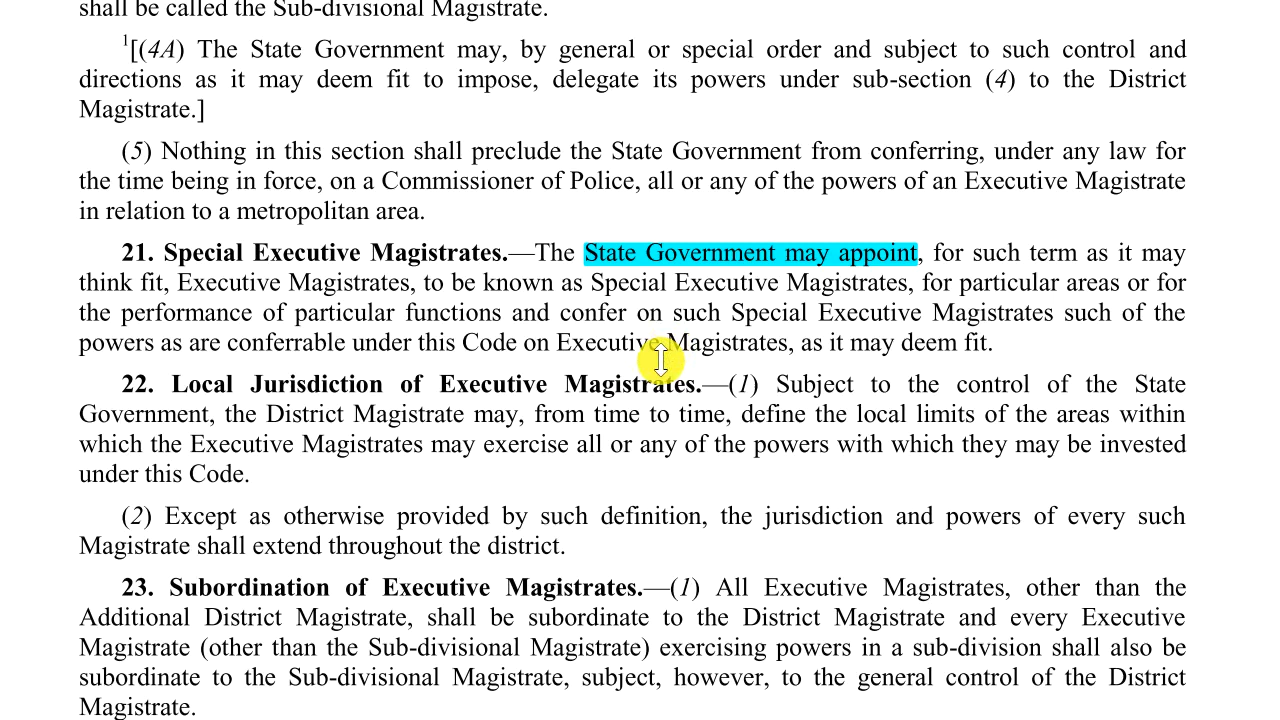 shall be called the Sub-divisional Magistrate.
1[(4A) The State Government may, by general or special order and subject to such control and
directions as it may deem fit to impose, delegate its powers under sub-section (4) to the District
Magistrate.]
(5) Nothing in this section shall preclude the State Government from conferring, under any law for
the time being in force, on a Commissioner of Police, all or any of the powers of an Executive Magistrate
in relation to a metropolitan area.
21. Special Executive Magistrates.—The State Government may appoint, for such term as it may
think fit, Executive Magistrates, to be known as Special Executive Magistrates, for particular areas or for
the performance of particular functions and confer on such Special Executive Magistrates such of the
powers as are conferrable under this Code on Executive Magistrates, as it may deem fit.
22. Local Jurisdiction of Executive Magistrates.—(1) Subject to the control of the State
Government, the District Magistrate may, from time to time, define the local limits of the areas within
which the Executive Magistrates may exercise all or any of the powers with which they may be invested
under this Code.
(2) Except as otherwise provided by such definition, the jurisdiction and powers of every such
Magistrate shall extend throughout the district.
23. Subordination of Executive Magistrates.—(1) All Executive Magistrates, other than the
Additional District Magistrate, shall be subordinate to the District Magistrate and every Executive
Magistrate (other than the Sub-divisional Magistrate) exercising powers in a sub-division shall also be
subordinate to the Sub-divisional Magistrate, subject, however, to the general control of the District
Magistrate.